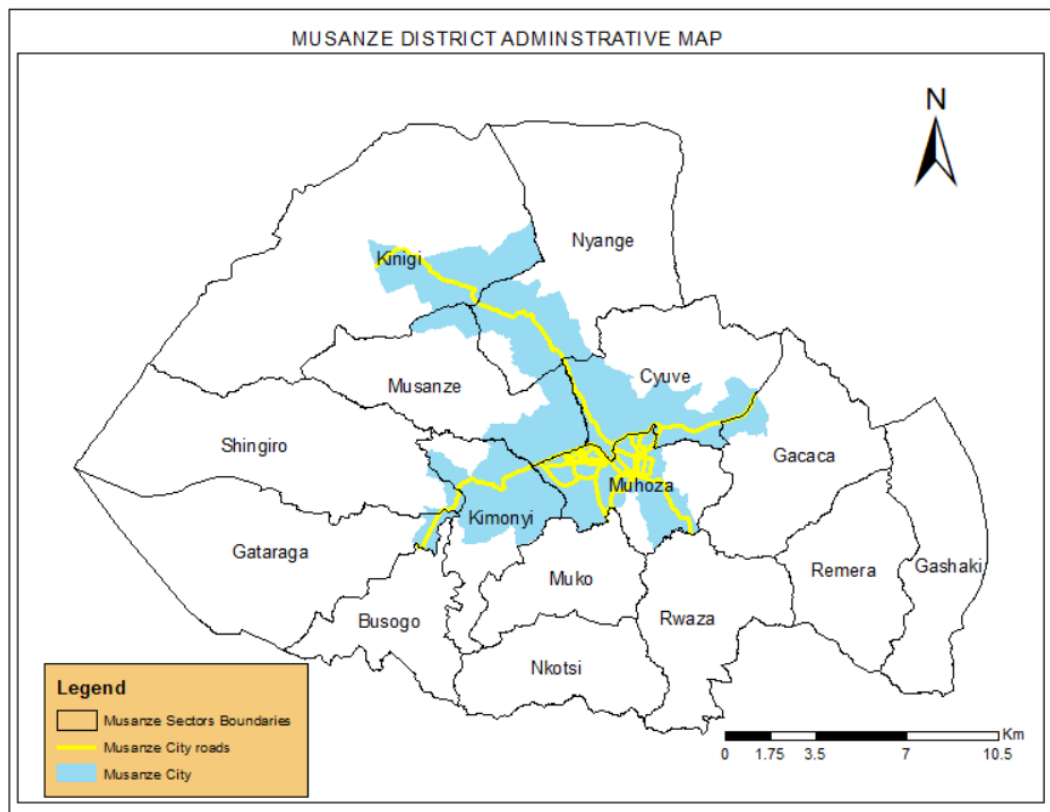 MUSANZE DISTRICT ADMINSTRATIVE MAP
N
Nyange
Kinigi
Cyuve
Musanze
Shingiro
Gacaca
Muhoza
Kimonyi
Gataraga
Remera
Gashaki
Muko
Busogo
Rwaza
Nkotsi
Legend
Musanze Sectors Boundaries
Musanze City roads
Musanze City
Km
0 1.75 3.5 7 10.5